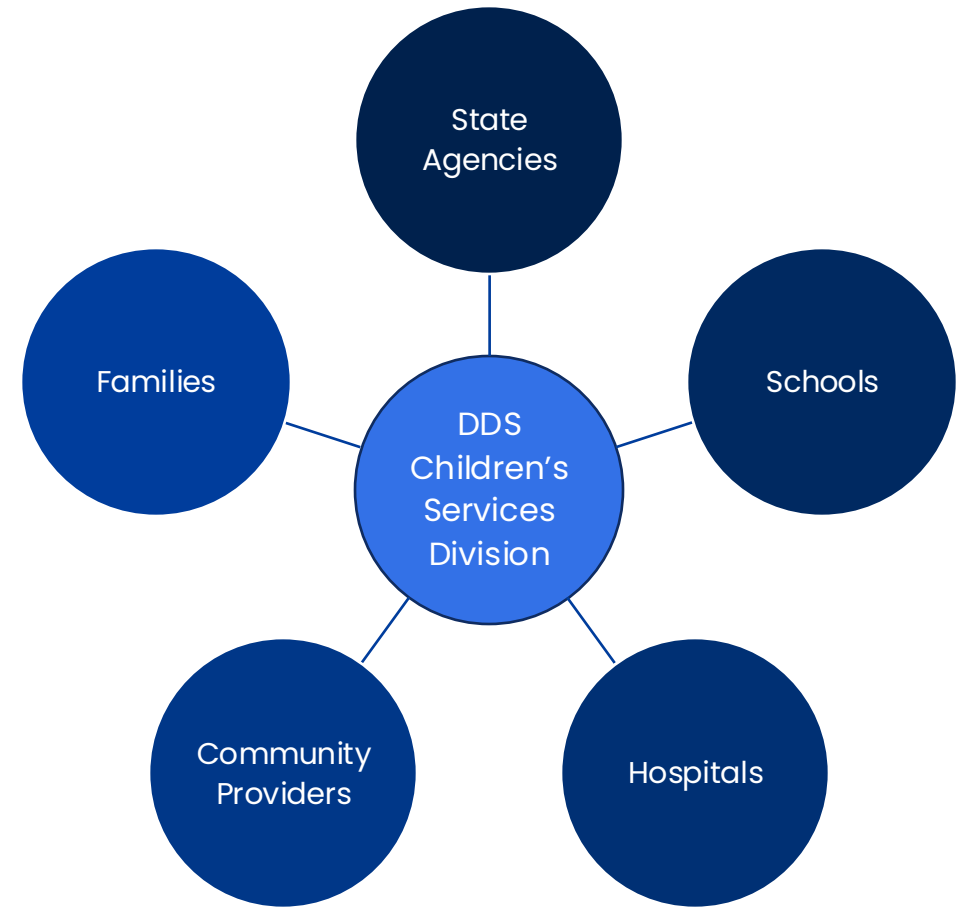 State
Agencies
Families
Schools
DDS
Children’s
Services
Division
Community
Providers
Hospitals